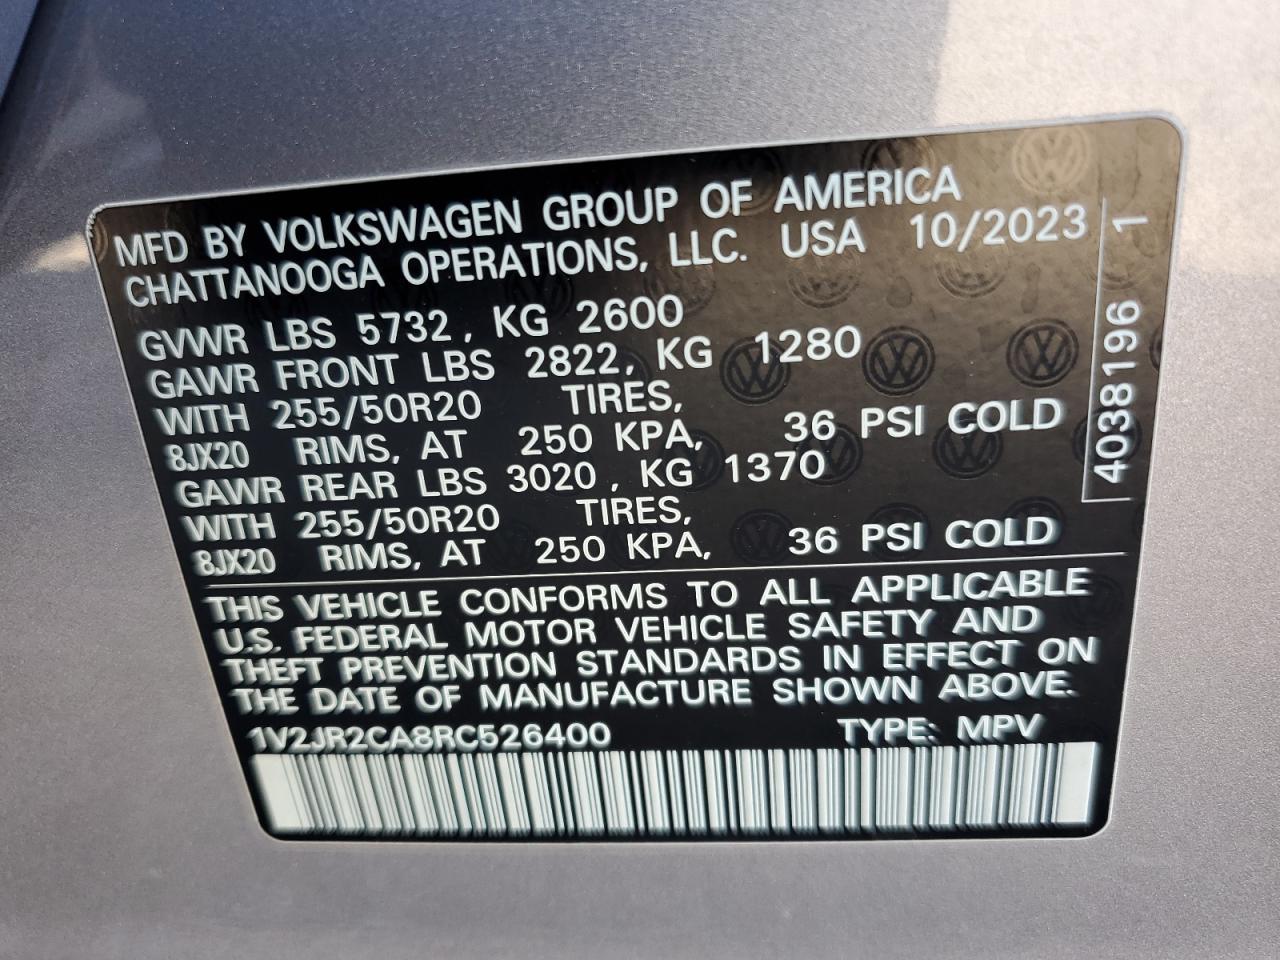 MFD BY VOLKSWAGEN GROUP OF AMERICA
CHATTANOOGA OPERATIONS, LLC. USA 10/2023
GVWR LBS 5732, KG 2600
GAWR FRONT LBS 2822, KG 1280
WITH 255/50R20 TIRES,
8JX20 RIMS, AT 250 KPA, 36 PSI COLD
GAWR REAR LBS 3020, KG 1370
WITH 255/50R20 TIRES,
8JX20 RIMS, AT 250 KPA, 36 PSI COLD
4038196 1
THIS VEHICLE CONFORMS TO ALL APPLICABLE
U.S. FEDERAL MOTOR VEHICLE SAFETY AND
THEFT PREVENTION STANDARDS IN EFFECT ON
THE DATE OF MANUFACTURE SHOWN ABOVE.
1V2JR2CA8RC526400 TYPE: MPV